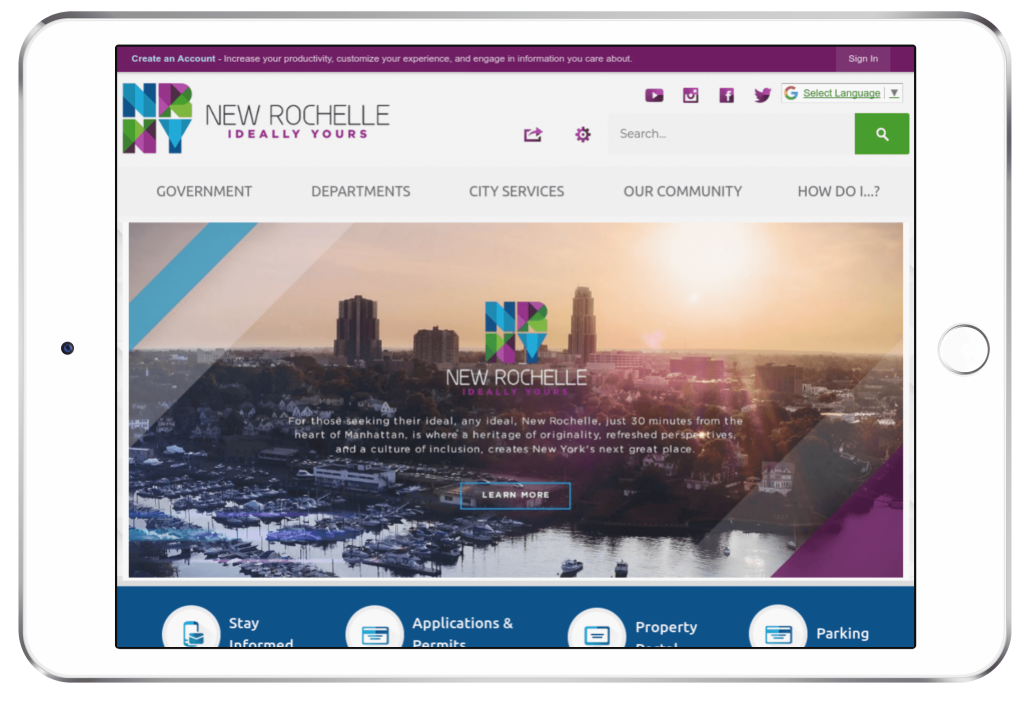 Create an Account - Increase your productivity, customize your experience, and engage in information you care about.
Sign In
NR
NY
NEW ROCHELLE
IDEALLY YOURS
Select Language ▼
Search...
GOVERNMENT
DEPARTMENTS
CITY SERVICES
OUR COMMUNITY
HOW DO I...?
NR
NY
NEW ROCHELLE
IDEALLY YOURS
For those seeking their ideal, any ideal, New Rochelle, just 30 minutes from the
heart of Manhattan, is where a heritage of originality, refreshed perspectives,
and a culture of inclusion, creates New York's next great place.
LEARN MORE
Stay
Informed
Applications &
Permits
Property
Portal
Parking